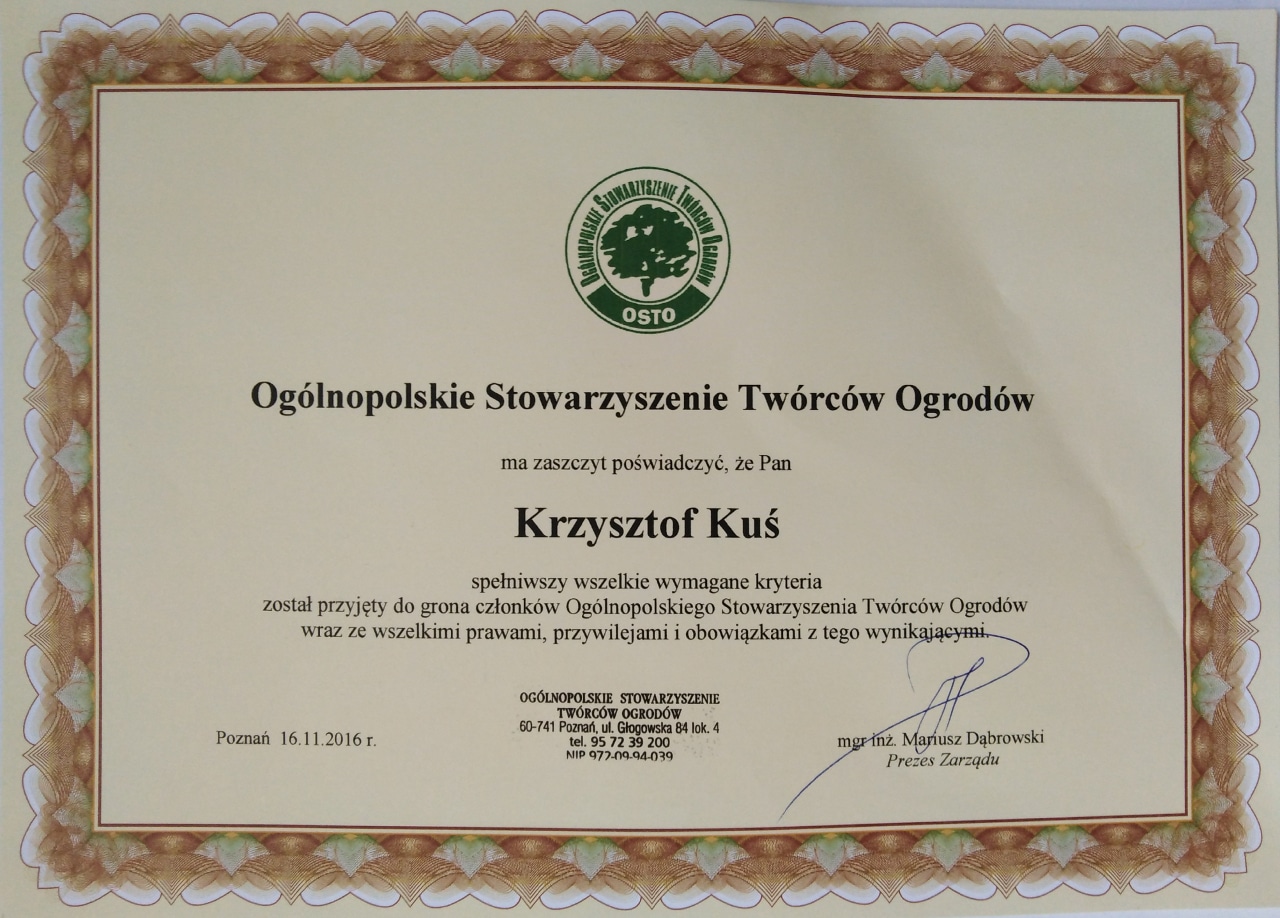 Ogólnopolskie Stowarzyszenie Twórców Ogrodów
OSTO
Ogólnopolskie Stowarzyszenie Twórców Ogrodów
ma zaszczyt poświadczyć, że Pan
Krzysztof Kuś
spełniwszy wszelkie wymagane kryteria
został przyjęty do grona członków Ogólnopolskiego Stowarzyszenia Twórców Ogrodów
wraz ze wszelkimi prawami, przywilejami i obowiązkami z tego wynikającymi.
OGÓLNOPOLSKIE STOWARZYSZENIE
TWÓRCÓW OGRODÓW
60-741 Poznań, ul. Głogowska 84 lok. 4
tel. 95 72 39 200
NIP 972-09-94-039
Poznań 16.11.2016 r.
mgr inż. Mariusz Dąbrowski
Prezes Zarządu